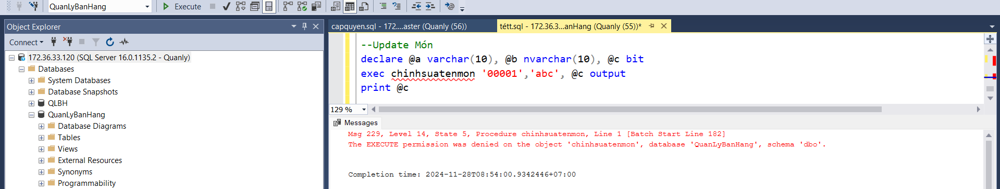 QuanLyBanHang
Execute
Object Explorer
Connect
172.36.33.120 (SQL Server 16.0.1135.2 - Quanly)
Databases
System Databases
Database Snapshots
QLBH
QuanLyBanHang
Database Diagrams
Tables
Views
External Resources
Synonyms
Programmability
capquyen.sql - 172....aster (Quanly (56))
tétt.sql - 172.36.3...anHang (Quanly (55))*
--Update Món
declare @a varchar(10), @b nvarchar(10), @c bit
exec chinhsuatenmon '00001','abc', @c output
print @c
129 %
Messages
Msg 229, Level 14, State 5, Procedure chinhsuatenmon, Line 1 [Batch Start Line 182]
The EXECUTE permission was denied on the object 'chinhsuatenmon', database 'QuanLyBanHang', schema 'dbo'.
Completion time: 2024-11-28T08:54:00.9342446+07:00